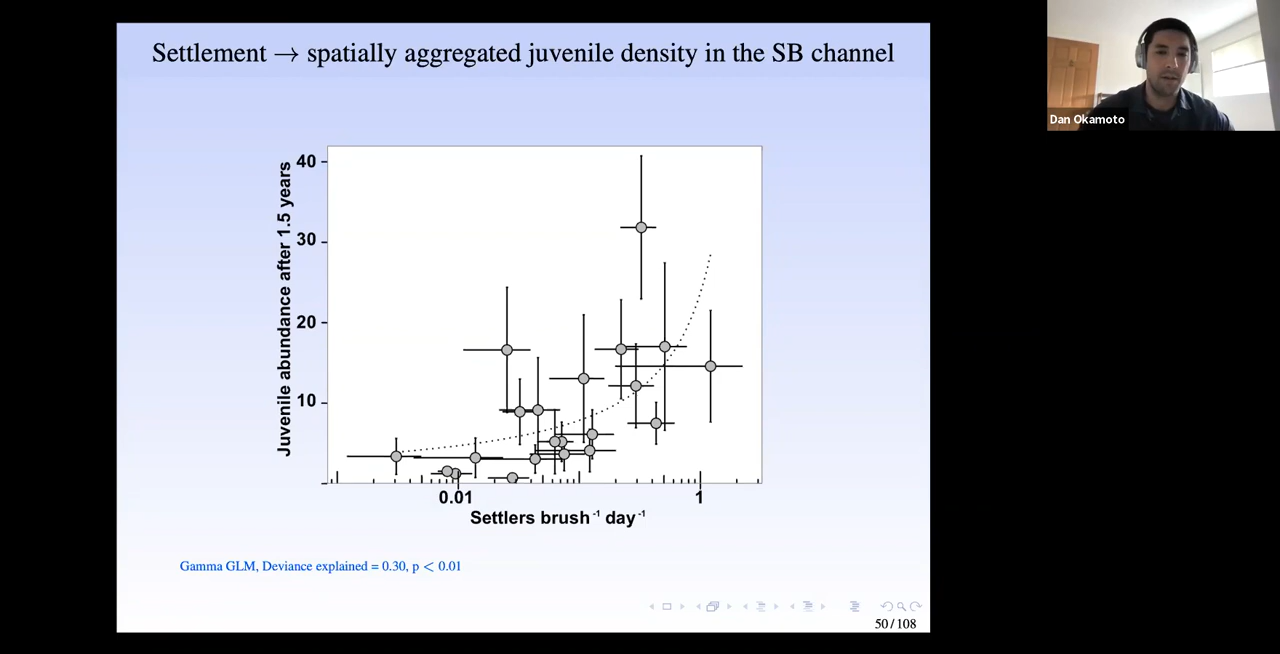 Settlement → spatially aggregated juvenile density in the SB channel
Dan Okamoto
Juvenile abundance after 1.5 years
40
30
20
10
0.01
1
Settlers brush⁻¹ day⁻¹
Gamma GLM, Deviance explained = 0.30, p < 0.01
50 / 108